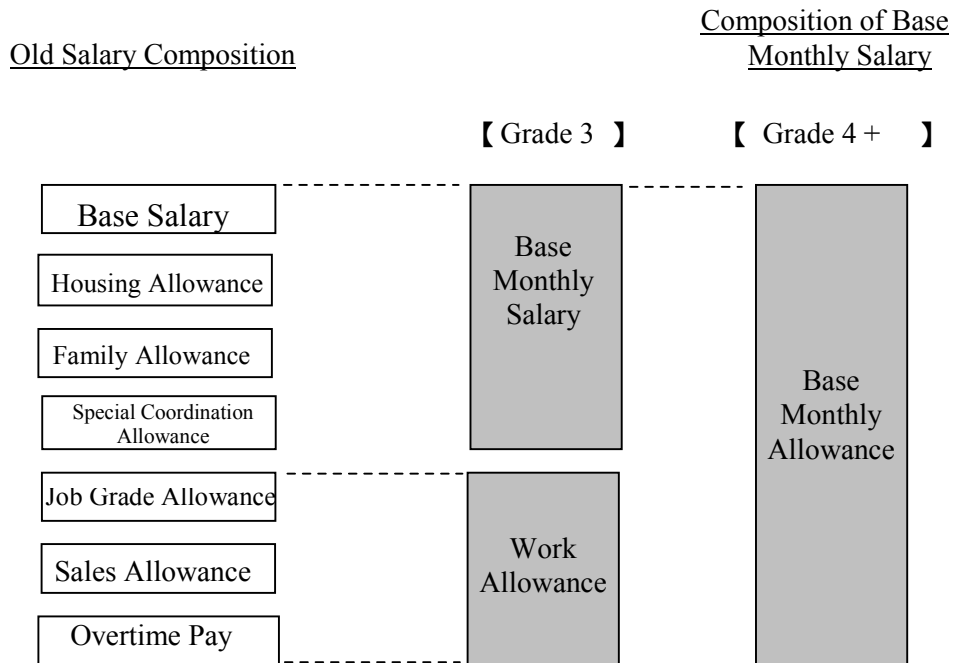 Composition of Base
Monthly Salary
Old Salary Composition
【 Grade 3 】
【 Grade 4 + 】
Base Salary
Housing Allowance
Family Allowance
Special Coordination
Allowance
Job Grade Allowance
Sales Allowance
Overtime Pay
Base
Monthly
Salary
Work
Allowance
Base
Monthly
Allowance